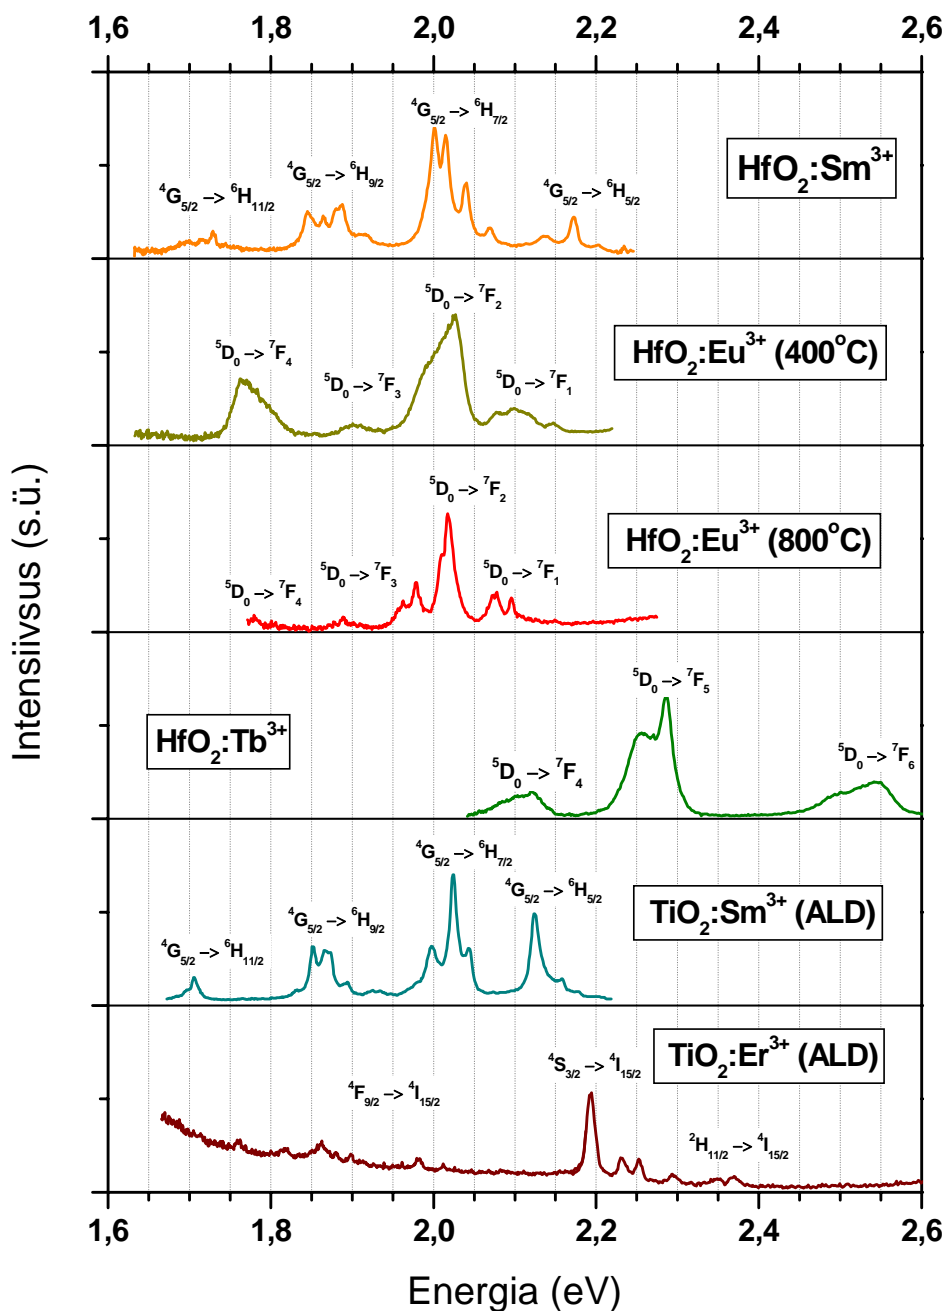 1,6 1,8 2,0 2,2 2,4 2,6
⁴G₅/₂ –> ⁶H₇/₂
HfO₂:Sm³⁺
⁴G₅/₂ –> ⁶H₉/₂
⁴G₅/₂ –> ⁶H₁₁/₂
⁴G₅/₂ –> ⁶H₅/₂
⁵D₀ –> ⁷F₂
HfO₂:Eu³⁺ (400°C)
⁵D₀ –> ⁷F₄
⁵D₀ –> ⁷F₃
⁵D₀ –> ⁷F₁
⁵D₀ –> ⁷F₂
HfO₂:Eu³⁺ (800°C)
⁵D₀ –> ⁷F₄
⁵D₀ –> ⁷F₃
⁵D₀ –> ⁷F₁
Intensiivsus (s.ü.)
⁵D₀ –> ⁷F₅
HfO₂:Tb³⁺
⁵D₀ –> ⁷F₄
⁵D₀ –> ⁷F₆
⁴G₅/₂ –> ⁶H₇/₂
⁴G₅/₂ –> ⁶H₅/₂
TiO₂:Sm³⁺ (ALD)
⁴G₅/₂ –> ⁶H₉/₂
⁴G₅/₂ –> ⁶H₁₁/₂
TiO₂:Er³⁺ (ALD)
⁴S₃/₂ –> ⁴I₁₅/₂
⁴F₉/₂ –> ⁴I₁₅/₂
²H₁₁/₂ –> ⁴I₁₅/₂
1,6 1,8 2,0 2,2 2,4 2,6
Energia (eV)